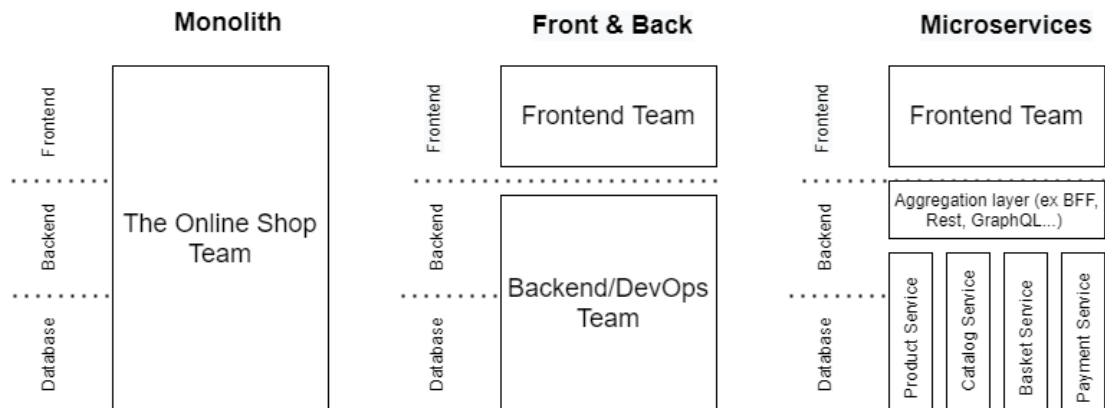 Monolith
Frontend
Backend
Database
The Online Shop
Team
Front & Back
Frontend
Backend
Database
Frontend Team
Backend/DevOps
Team
Microservices
Frontend
Backend
Database
Frontend Team
Aggregation layer (ex BFF,
Rest, GraphQL...)
Product Service
Catalog Service
Basket Service
Payment Service